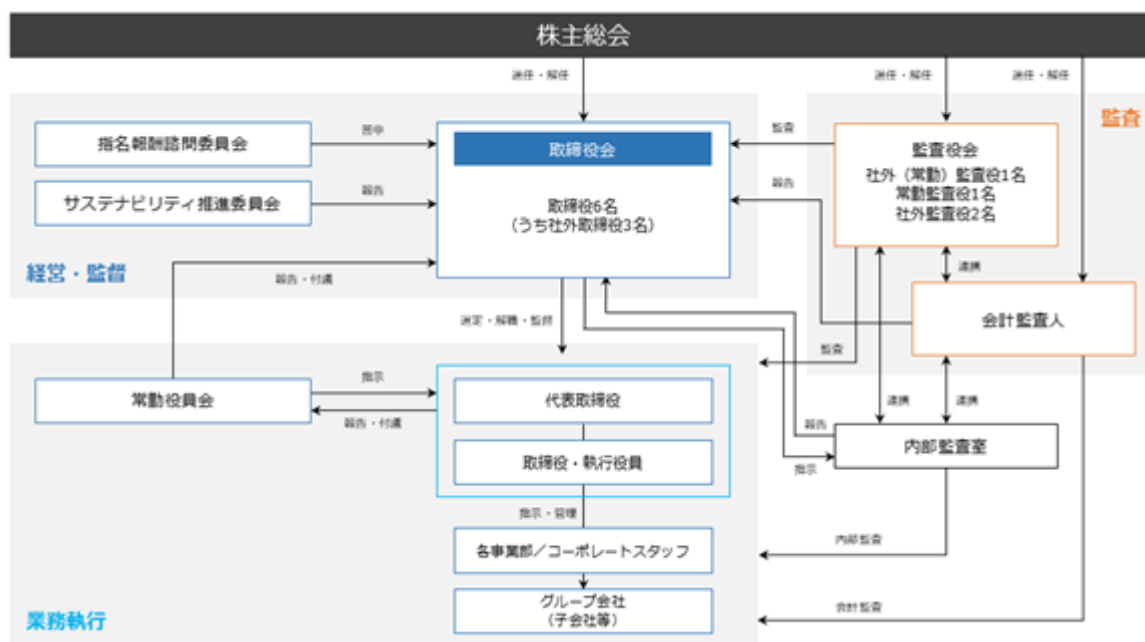 株主総会
選任・解任
選任・解任
選任・解任
監査
指名報酬諮問委員会
答申
取締役会
監査
監査役会
社外（常勤）監査役1名
常勤監査役1名
社外監査役2名
サステナビリティ推進委員会
報告
取締役6名
（うち社外取締役3名）
報告
経営・監督
報告・付議
連携
会計監査人
選定・解職・監督
監査
常勤役員会
指示
報告・付議
代表取締役
連携
連携
報告
内部監査室
指示
取締役・執行役員
指示・管理
各事業部／コーポレートスタッフ
内部監査
グループ会社
（子会社等）
会計監査
業務執行